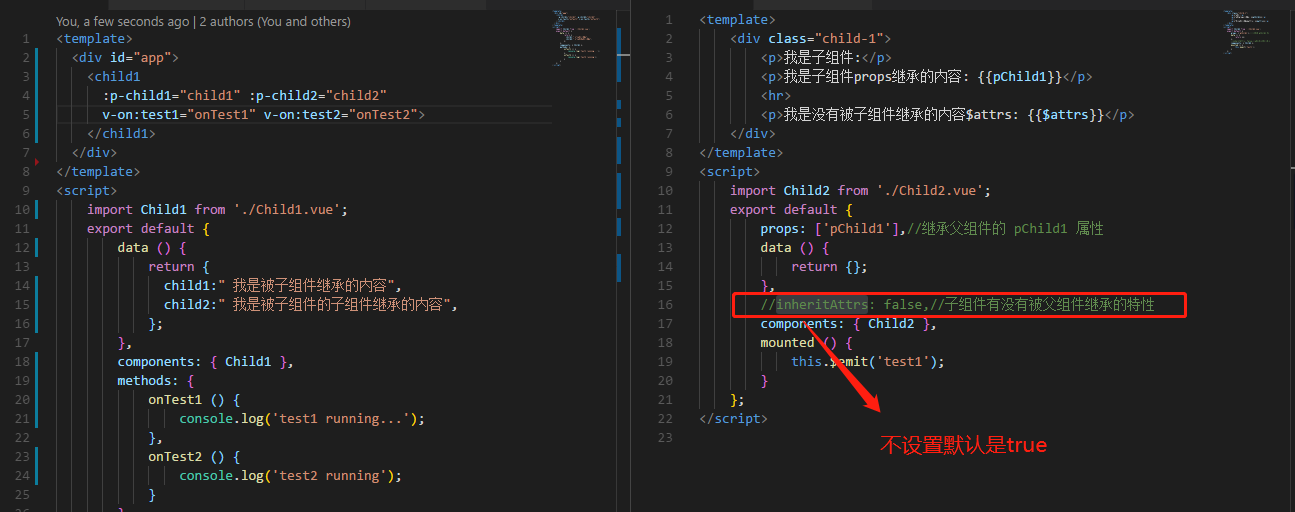 You, a few seconds ago | 2 authors (You and others)
1 <template>
2 <div id="app">
3 <child1
4 :p-child1="child1" :p-child2="child2"
5 v-on:test1="onTest1" v-on:test2="onTest2">
6 </child1>
7 </div>
8 </template>
9 <script>
10 import Child1 from './Child1.vue';
11 export default {
12 data () {
13 return {
14 child1:" 我是被子组件继承的内容",
15 child2:" 我是被子组件的子组件继承的内容",
16 };
17 },
18 components: { Child1 },
19 methods: {
20 onTest1 () {
21 console.log('test1 running...');
22 },
23 onTest2 () {
24 console.log('test2 running');
25 }
1 <template>
2 <div class="child-1">
3 <p>我是子组件:</p>
4 <p>我是子组件props继承的内容: {{pChild1}}</p>
5 <hr>
6 <p>我是没有被子组件继承的内容$attrs: {{$attrs}}</p>
7 </div>
8 </template>
9 <script>
10 import Child2 from './Child2.vue';
11 export default {
12 props: ['pChild1'],//继承父组件的 pChild1 属性
13 data () {
14 return {};
15 },
16 //inheritAttrs: false,//子组件有没有被父组件继承的特性
17 components: { Child2 },
18 mounted () {
19 this.$emit('test1');
20 }
21 };
22 </script>
23
不设置默认是true